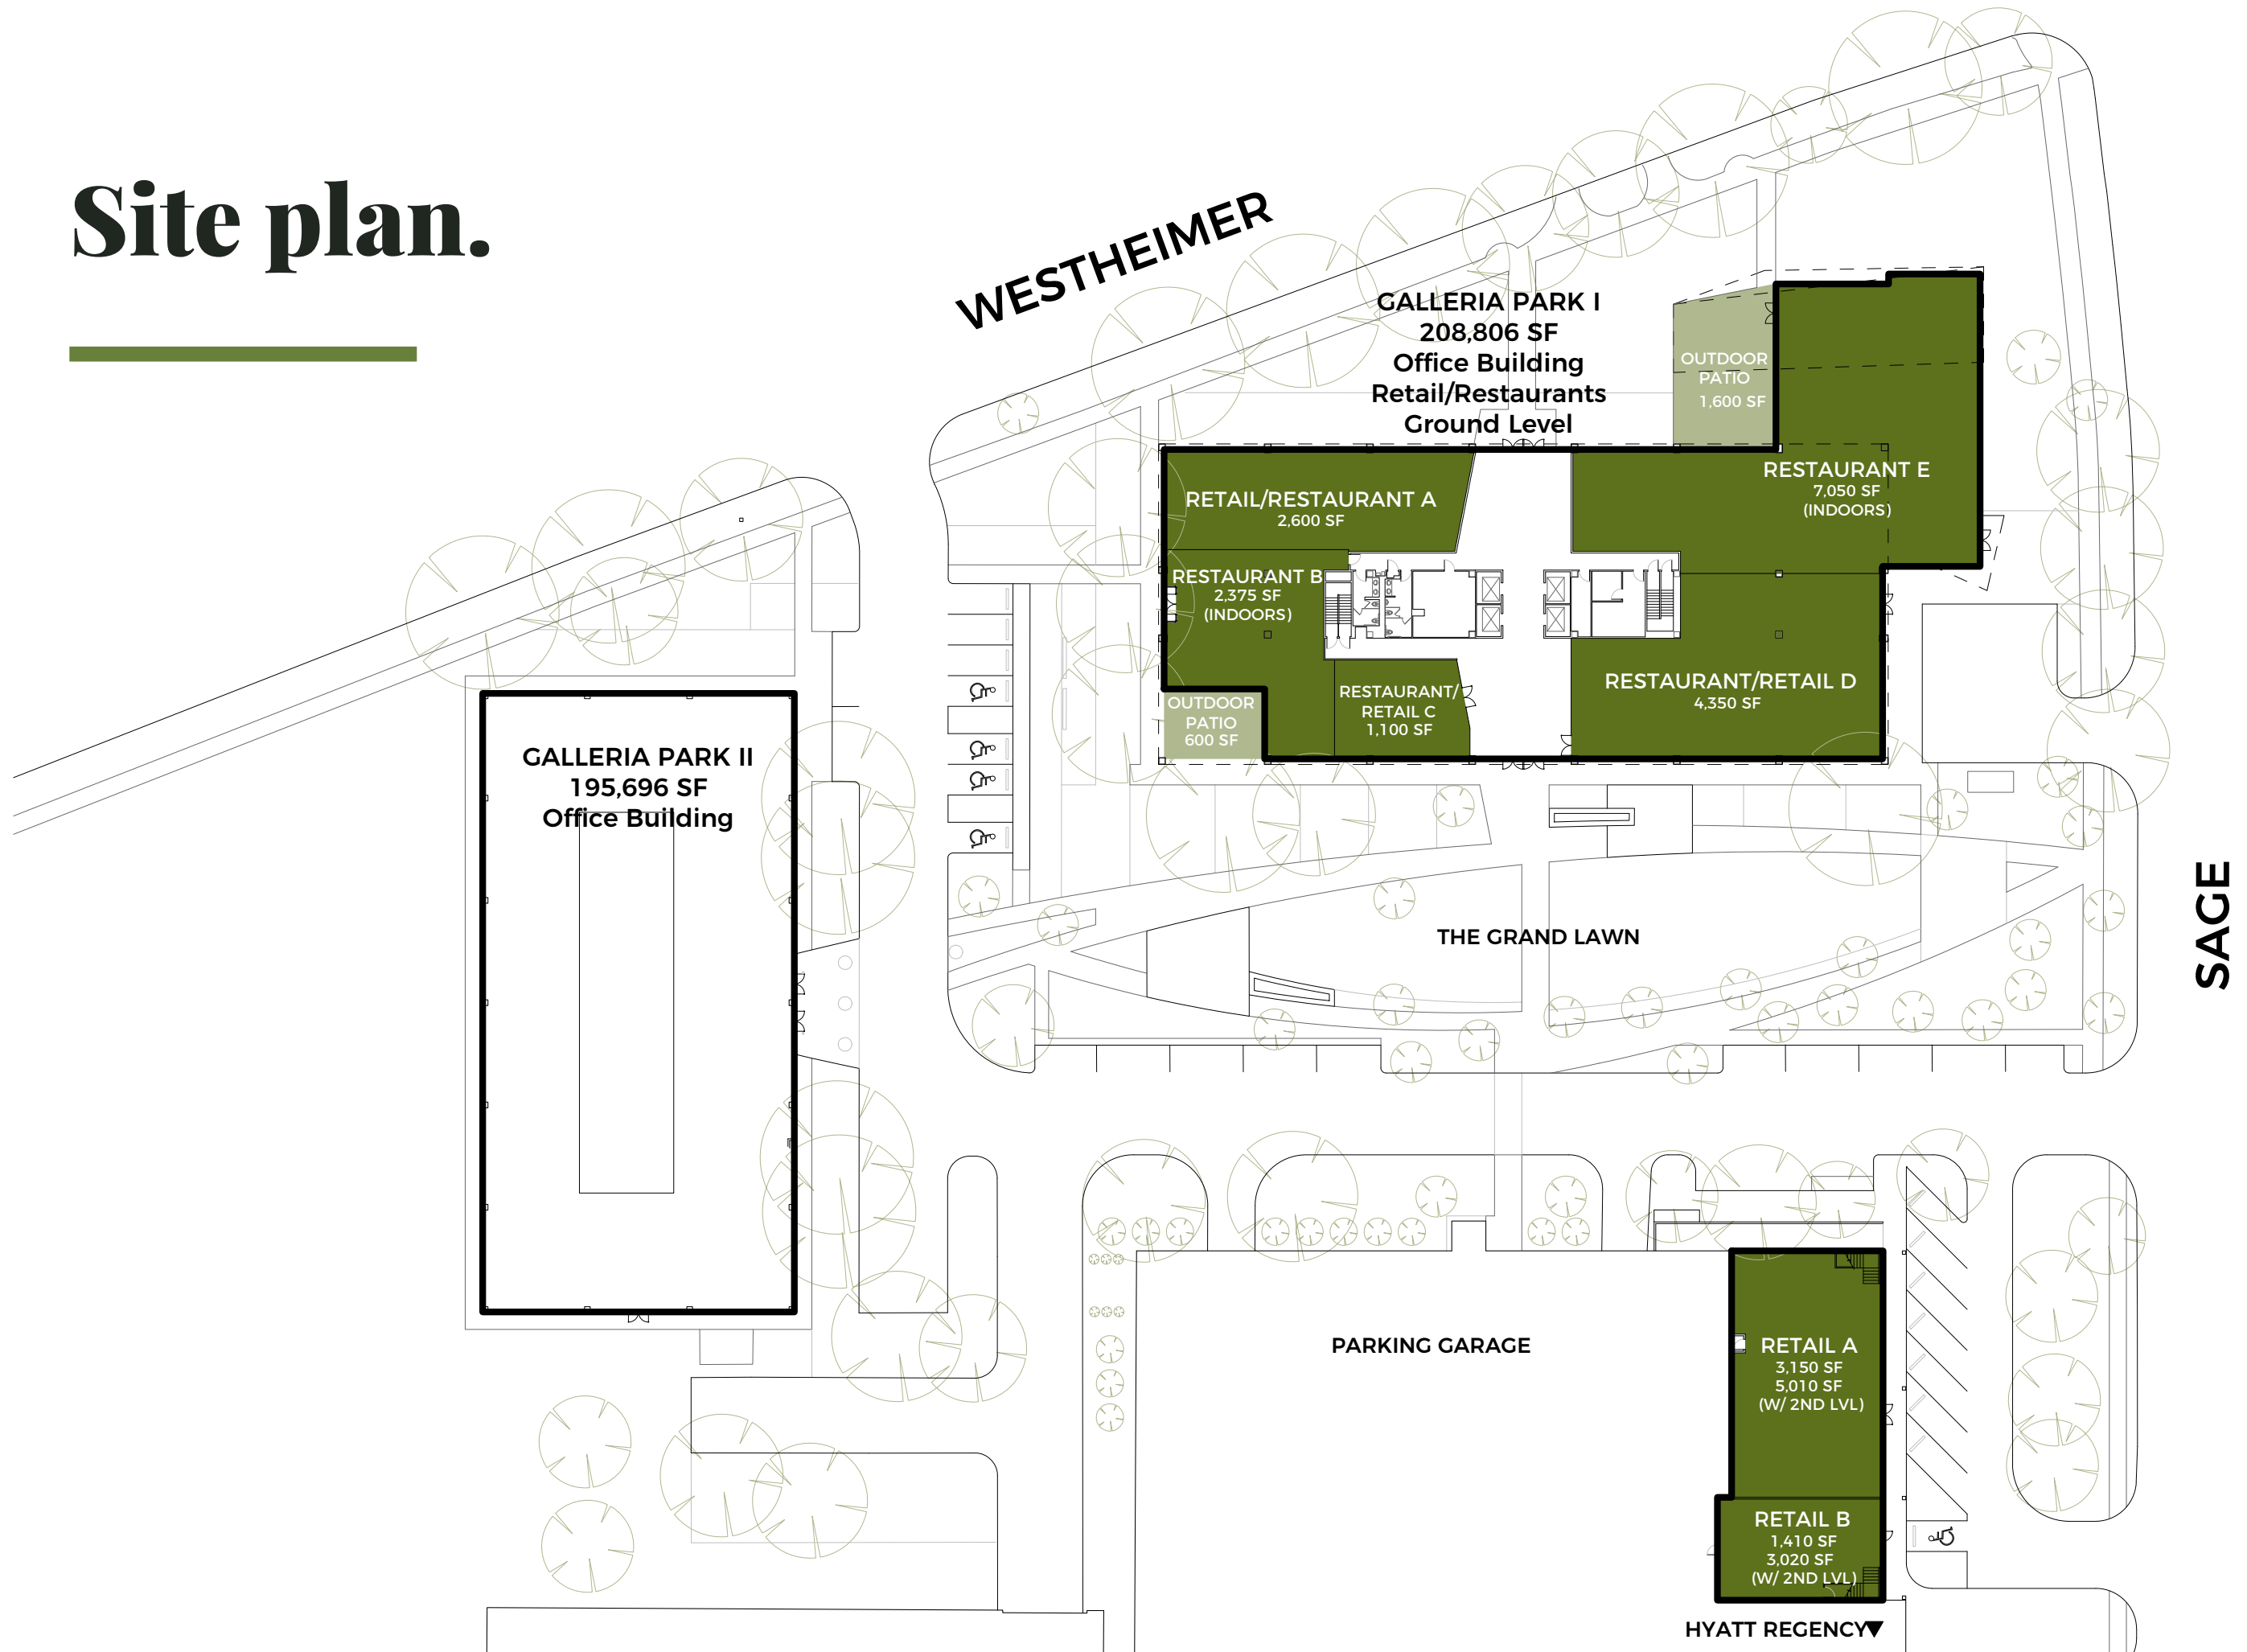 Site plan.
WESTHEIMER
GALLERIA PARK I
208,806 SF
Office Building
Retail/Restaurants
Ground Level
OUTDOOR
PATIO
1,600 SF
RESTAURANT E
7,050 SF
(INDOORS)
RETAIL/RESTAURANT A
2,600 SF
RESTAURANT B
2,375 SF
(INDOORS)
OUTDOOR
PATIO
600 SF
RESTAURANT/
RETAIL C
1,100 SF
RESTAURANT/RETAIL D
4,350 SF
GALLERIA PARK II
195,696 SF
Office Building
THE GRAND LAWN
SAGE
PARKING GARAGE
RETAIL A
3,150 SF
5,010 SF
(W/ 2ND LVL)
RETAIL B
1,410 SF
3,020 SF
(W/ 2ND LVL)
HYATT REGENCY